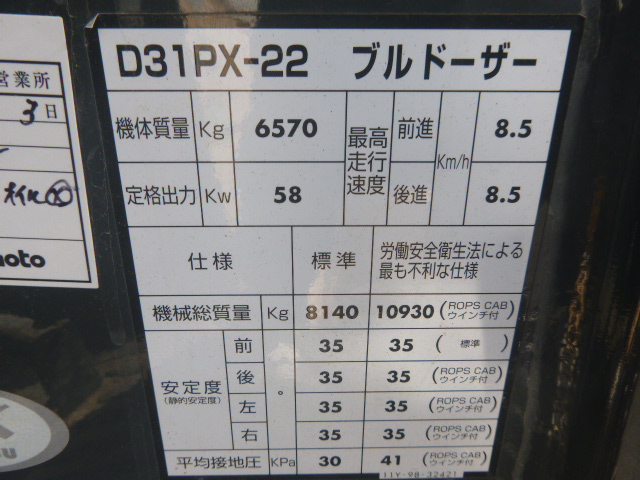 D31PX-22 ブルドーザー
機体質量 Kg 6570 最高走行速度 前進 Km/h 8.5
定格出力 Kw 58 後進 8.5
仕様 標準 労働安全衛生法による
最も不利な仕様
機械総質量 Kg 8140 10930 (ROPS CAB ウインチ付)
安定度 (静的安定度) 前 ° 35 35 (標準)
後 35 35 (ROPS CAB ウインチ付)
左 35 35 (ROPS CAB ウインチ付)
右 35 35 (ROPS CAB ウインチ付)
平均接地圧 KPa 30 41 (ROPS CAB ウインチ付)
11Y-98-32421
営業所
3日
オイル
moto
SU